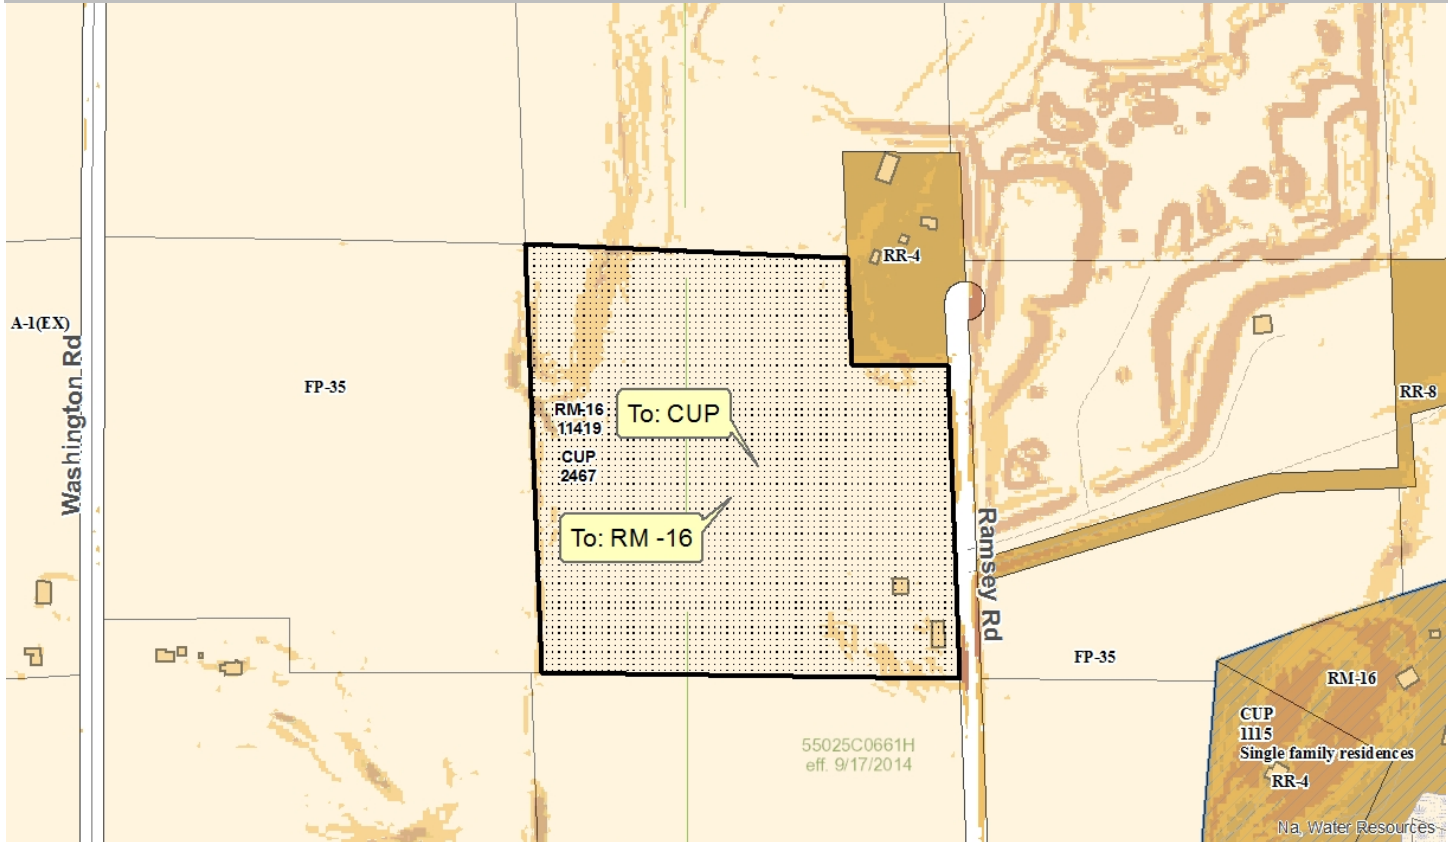 RR-4
A-1(EX)
Washington Rd
FP-35
RR-8
RM-16
11419
To: CUP
CUP
2467
To: RM -16
Ramsey Rd
FP-35
RM-16
CUP
1115
Single family residences
RR-4
55025C0661H
eff. 9/17/2014
Na, Water Resources